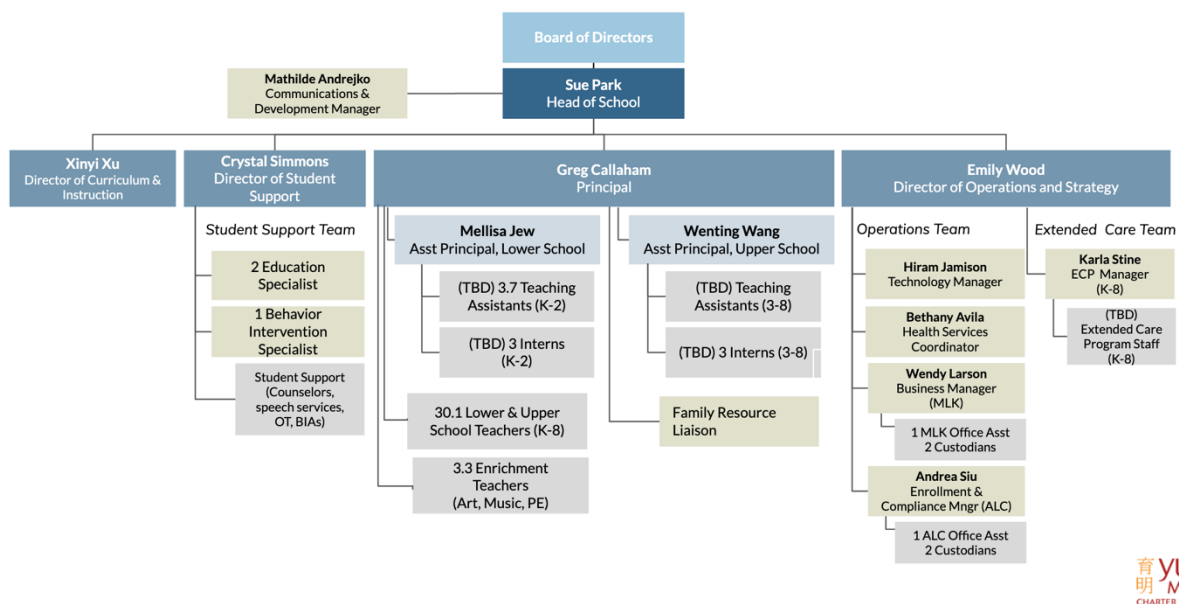 Board of Directors
Mathilde Andrejko
Communications &
Development Manager
Sue Park
Head of School
Xinyi Xu
Director of Curriculum &
Instruction
Crystal Simmons
Director of Student
Support
Greg Callaham
Principal
Emily Wood
Director of Operations and Strategy
Student Support Team
2 Education
Specialist
1 Behavior
Intervention
Specialist
Student Support
(Counselors,
speech services,
OT, BIAs)
Mellisa Jew
Asst Principal, Lower School
(TBD) 3.7 Teaching
Assistants (K-2)
(TBD) 3 Interns
(K-2)
30.1 Lower & Upper
School Teachers (K-8)
3.3 Enrichment
Teachers
(Art, Music, PE)
Wenting Wang
Asst Principal, Upper School
(TBD) Teaching
Assistants (3-8)
(TBD) 3 Interns (3-8)
Family Resource
Liaison
Operations Team
Hiram Jamison
Technology Manager
Bethany Avila
Health Services
Coordinator
Wendy Larson
Business Manager
(MLK)
1 MLK Office Asst
2 Custodians
Andrea Siu
Enrollment &
Compliance Mngr (ALC)
1 ALC Office Asst
2 Custodians
Extended Care Team
Karla Stine
ECP Manager
(K-8)
(TBD)
Extended Care
Program Staff
(K-8)
育明
CHARTER